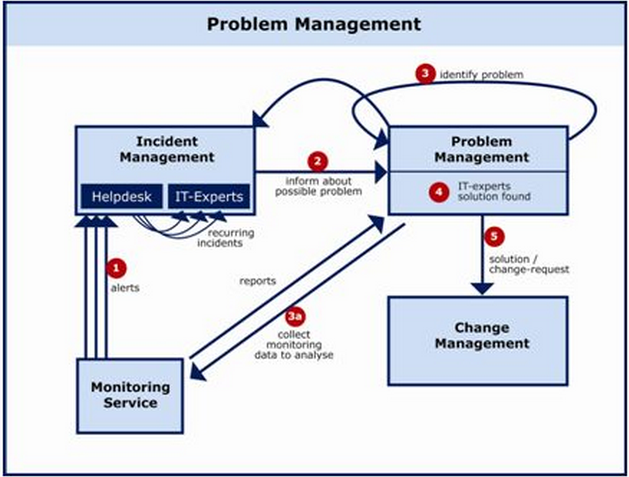 Problem Management
3
identify problem
Incident
Management
Helpdesk
IT-Experts
2
inform about
possible problem
Problem
Management
4
IT-experts
solution found
recurring
incidents
1
alerts
reports
3a
collect
monitoring
data to analyse
5
solution /
change-request
Change
Management
Monitoring
Service